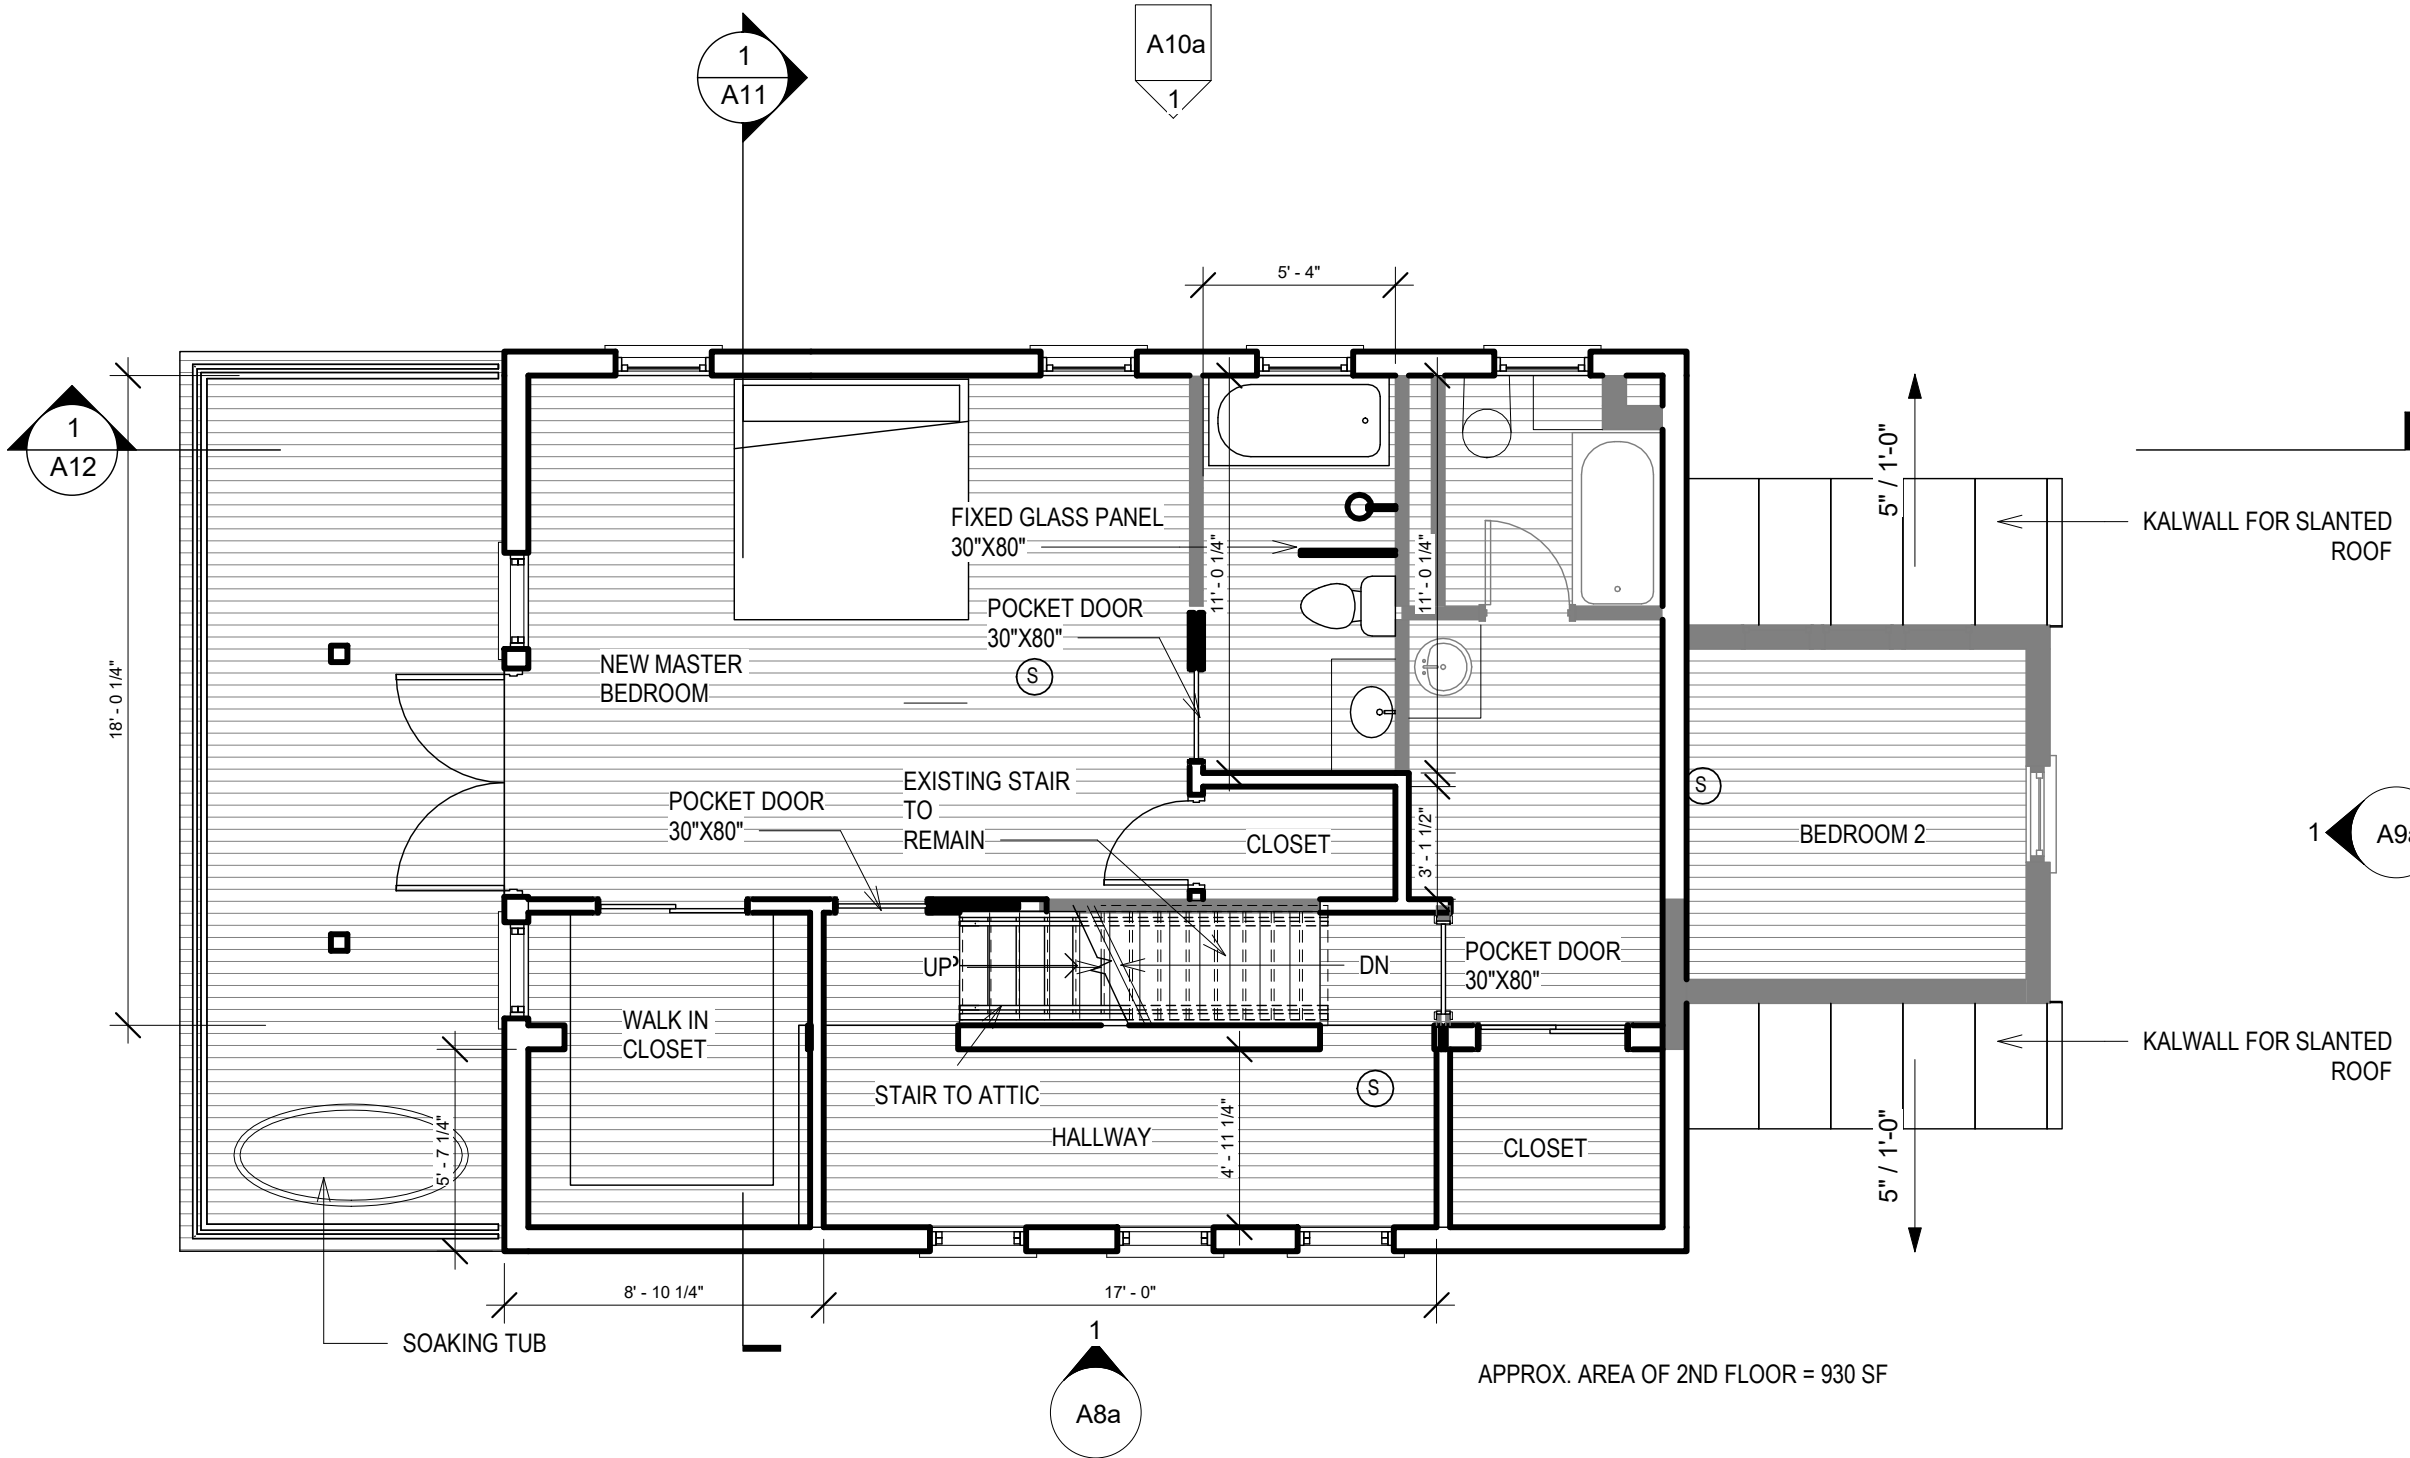 1
A11
A10a
1
5' - 4"
1
A12
5" / 1'-0"
KALWALL FOR SLANTED
ROOF
FIXED GLASS PANEL
30"X80"
11' - 0 1/4"
11' - 0 1/4"
POCKET DOOR
30"X80"
18' - 0 1/4"
NEW MASTER
BEDROOM
S
EXISTING STAIR
TO
REMAIN
POCKET DOOR
30"X80"
CLOSET
3' - 1 1/2"
S
BEDROOM 2
1
UP
DN
POCKET DOOR
30"X80"
WALK IN
CLOSET
KALWALL FOR SLANTED
ROOF
STAIR TO ATTIC
S
5' - 7 1/4"
HALLWAY
4' - 11 1/4"
CLOSET
5" / 1'-0"
8' - 10 1/4"
17' - 0"
SOAKING TUB
1
A8a
APPROX. AREA OF 2ND FLOOR = 930 SF